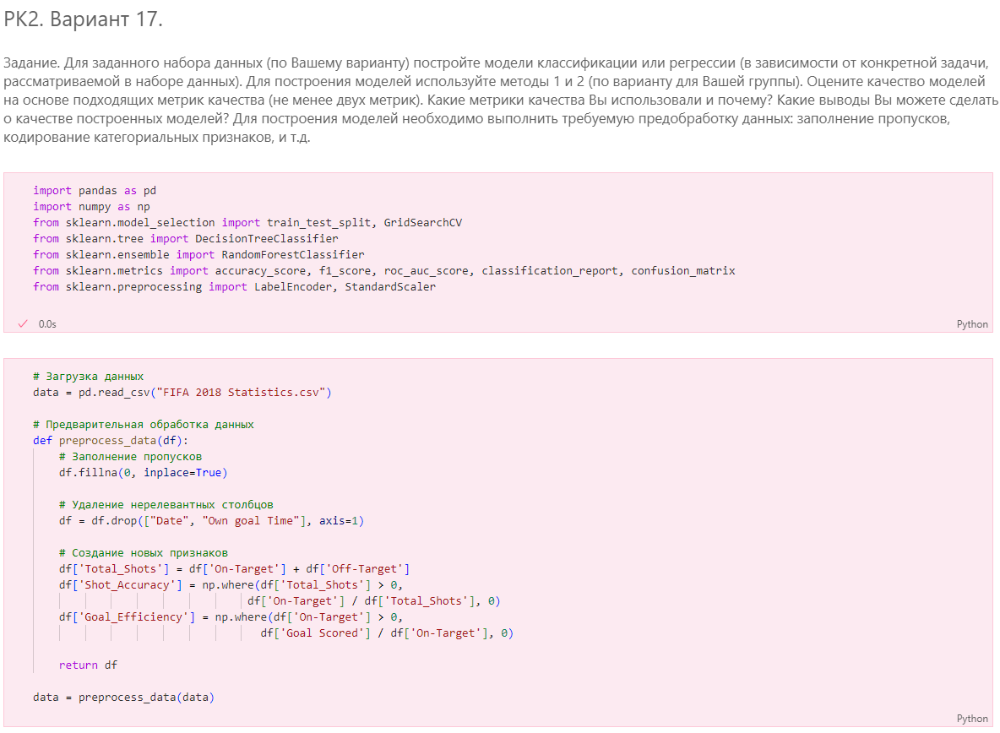 РК2. Вариант 17.
Задание. Для заданного набора данных (по Вашему варианту) постройте модели классификации или регрессии (в зависимости от конкретной задачи,
рассматриваемой в наборе данных). Для построения моделей используйте методы 1 и 2 (по варианту для Вашей группы). Оцените качество моделей
на основе подходящих метрик качества (не менее двух метрик). Какие метрики качества Вы использовали и почему? Какие выводы Вы можете сделать
о качестве построенных моделей? Для построения моделей необходимо выполнить требуемую предобработку данных: заполнение пропусков,
кодирование категориальных признаков, и т.д.
import pandas as pd
import numpy as np
from sklearn.model_selection import train_test_split, GridSearchCV
from sklearn.tree import DecisionTreeClassifier
from sklearn.ensemble import RandomForestClassifier
from sklearn.metrics import accuracy_score, f1_score, roc_auc_score, classification_report, confusion_matrix
from sklearn.preprocessing import LabelEncoder, StandardScaler
0.0s
Python
# Загрузка данных
data = pd.read_csv("FIFA 2018 Statistics.csv")
# Предварительная обработка данных
def preprocess_data(df):
# Заполнение пропусков
df.fillna(0, inplace=True)
# Удаление нерелевантных столбцов
df = df.drop(["Date", "Own goal Time"], axis=1)
# Создание новых признаков
df['Total_Shots'] = df['On-Target'] + df['Off-Target']
df['Shot_Accuracy'] = np.where(df['Total_Shots'] > 0,
df['On-Target'] / df['Total_Shots'], 0)
df['Goal_Efficiency'] = np.where(df['On-Target'] > 0,
df['Goal Scored'] / df['On-Target'], 0)
return df
data = preprocess_data(data)
Python